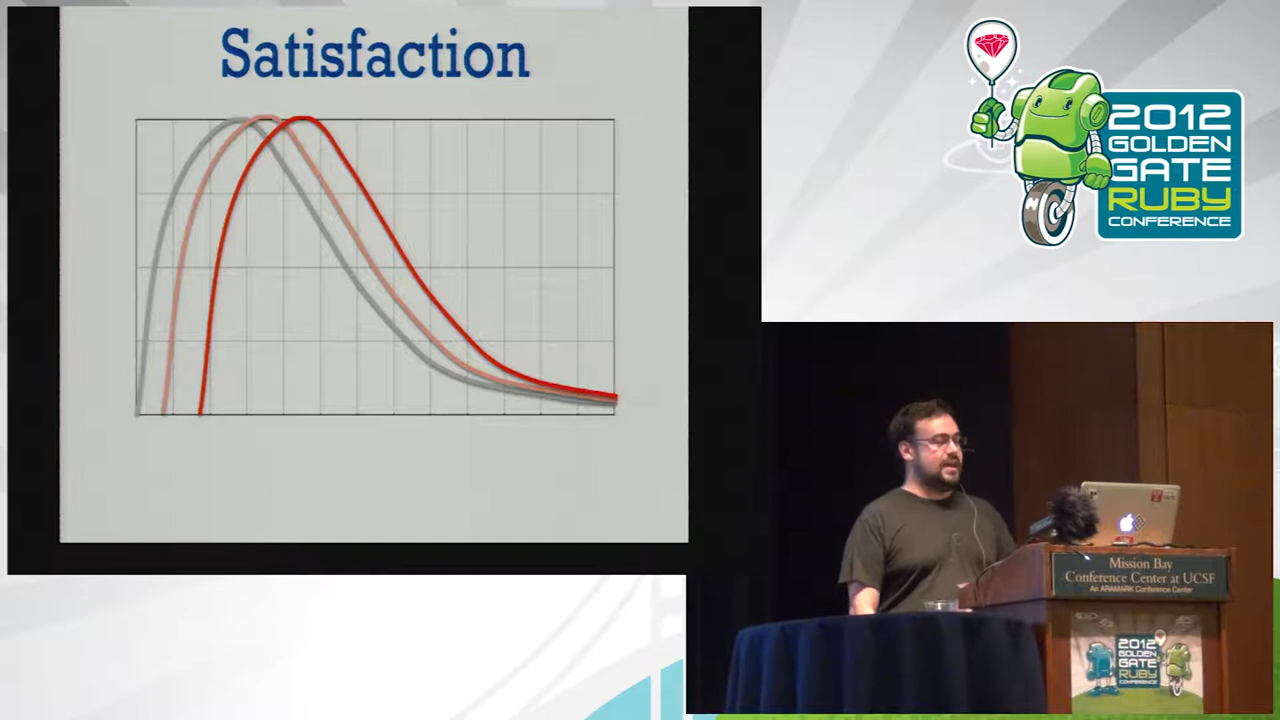 Satisfaction
2012
GOLDEN
GATE
RUBY
CONFERENCE
Mission Bay
Conference Center at UCSF
An ARAMARK Conference Center
2012
GOLDEN
GATE
RUBY
CONFERENCE